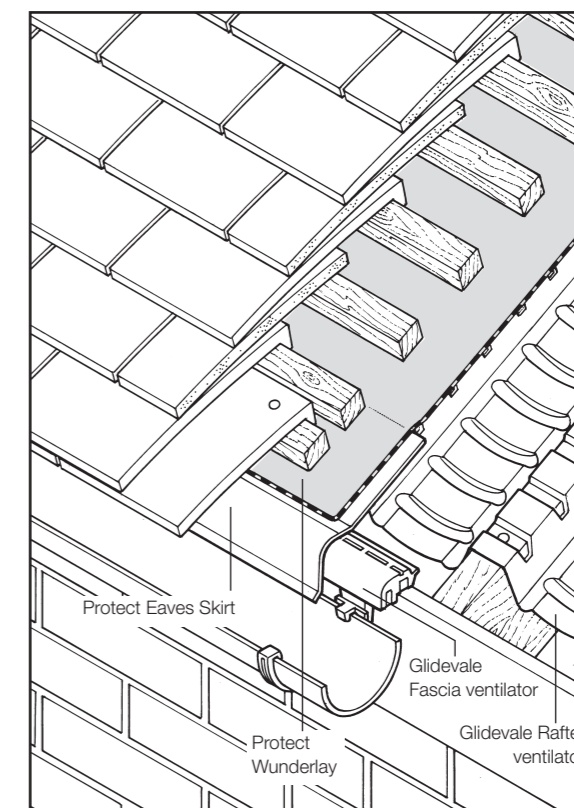 Protect Eaves Skirt
Glidevale
Fascia ventilator
Protect
Wunderlay
Glidevale Rafte
ventilato